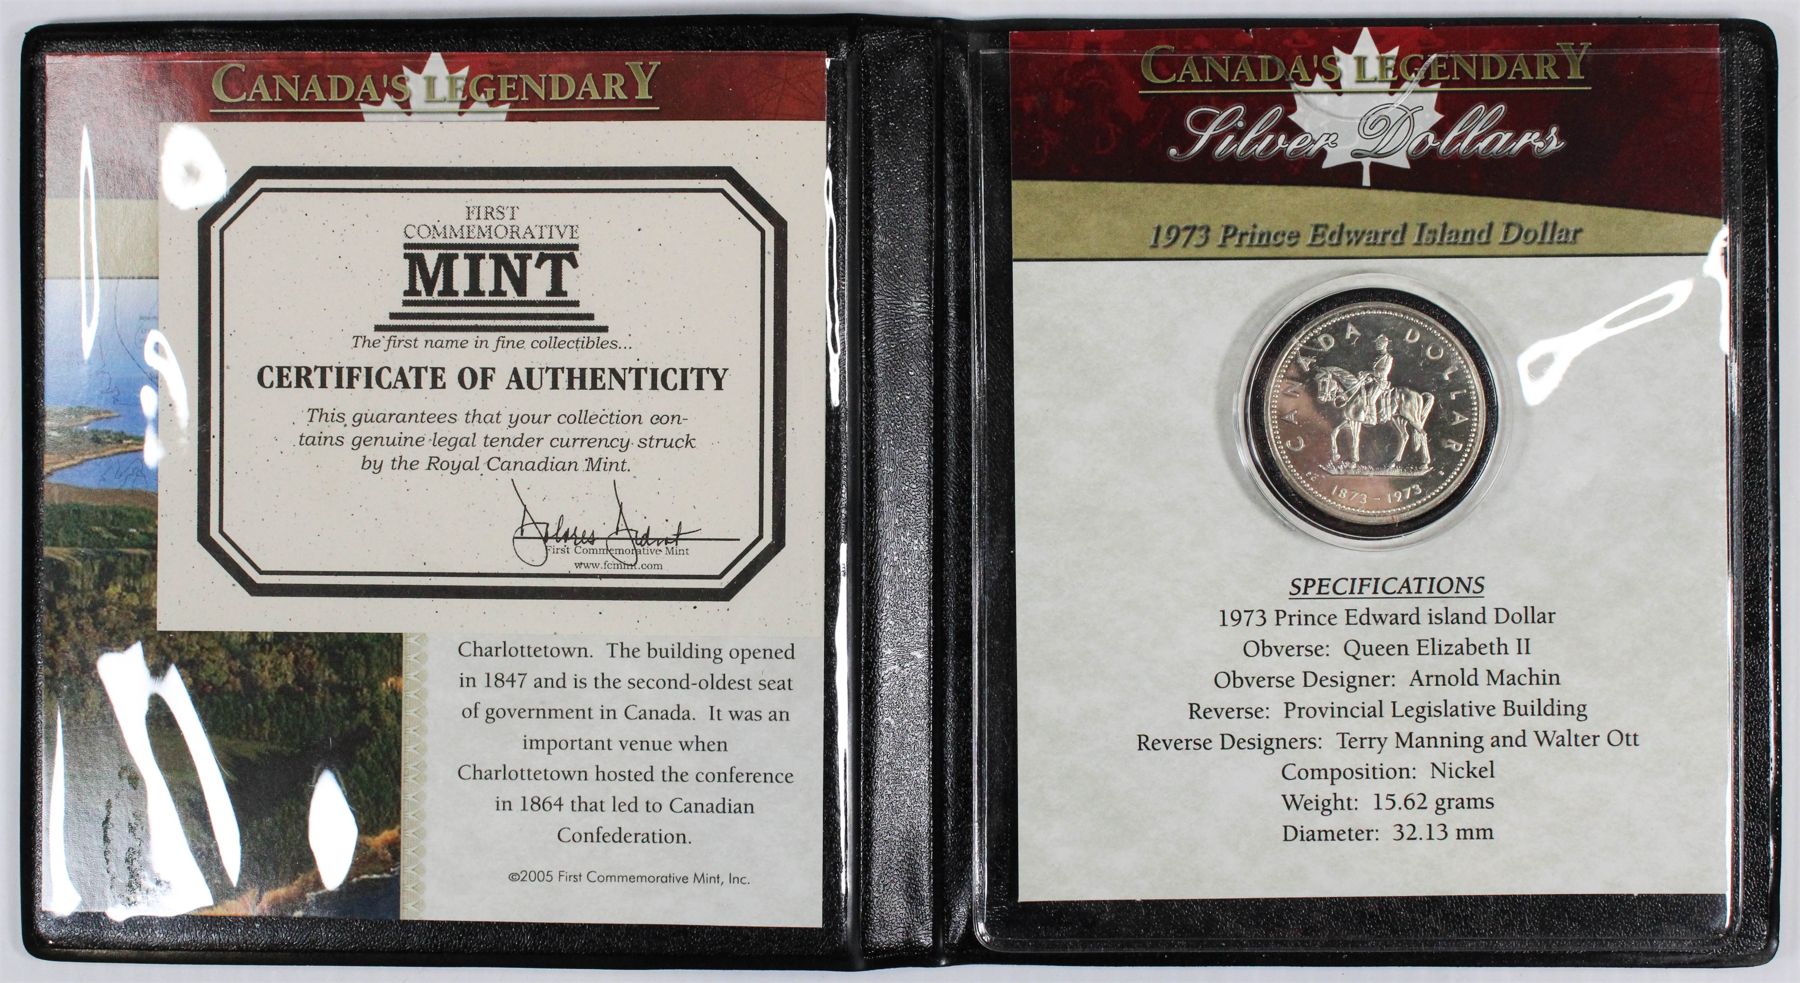 CANADA'S LEGENDARY
FIRST
COMMEMORATIVE
MINT
The first name in fine collectibles...
CERTIFICATE OF AUTHENTICITY
This guarantees that your collection con-
tains genuine legal tender currency struck
by the Royal Canadian Mint.
First Commemorative Mint
www.fcmint.com
Charlottetown. The building opened
in 1847 and is the second-oldest seat
of government in Canada. It was an
important venue when
Charlottetown hosted the conference
in 1864 that led to Canadian
Confederation.
©2005 First Commemorative Mint, Inc.
CANADA'S LEGENDARY
Silver Dollars
1973 Prince Edward Island Dollar
CANADA DOLLAR
1873-1973
SPECIFICATIONS
1973 Prince Edward island Dollar
Obverse: Queen Elizabeth II
Obverse Designer: Arnold Machin
Reverse: Provincial Legislative Building
Reverse Designers: Terry Manning and Walter Ott
Composition: Nickel
Weight: 15.62 grams
Diameter: 32.13 mm